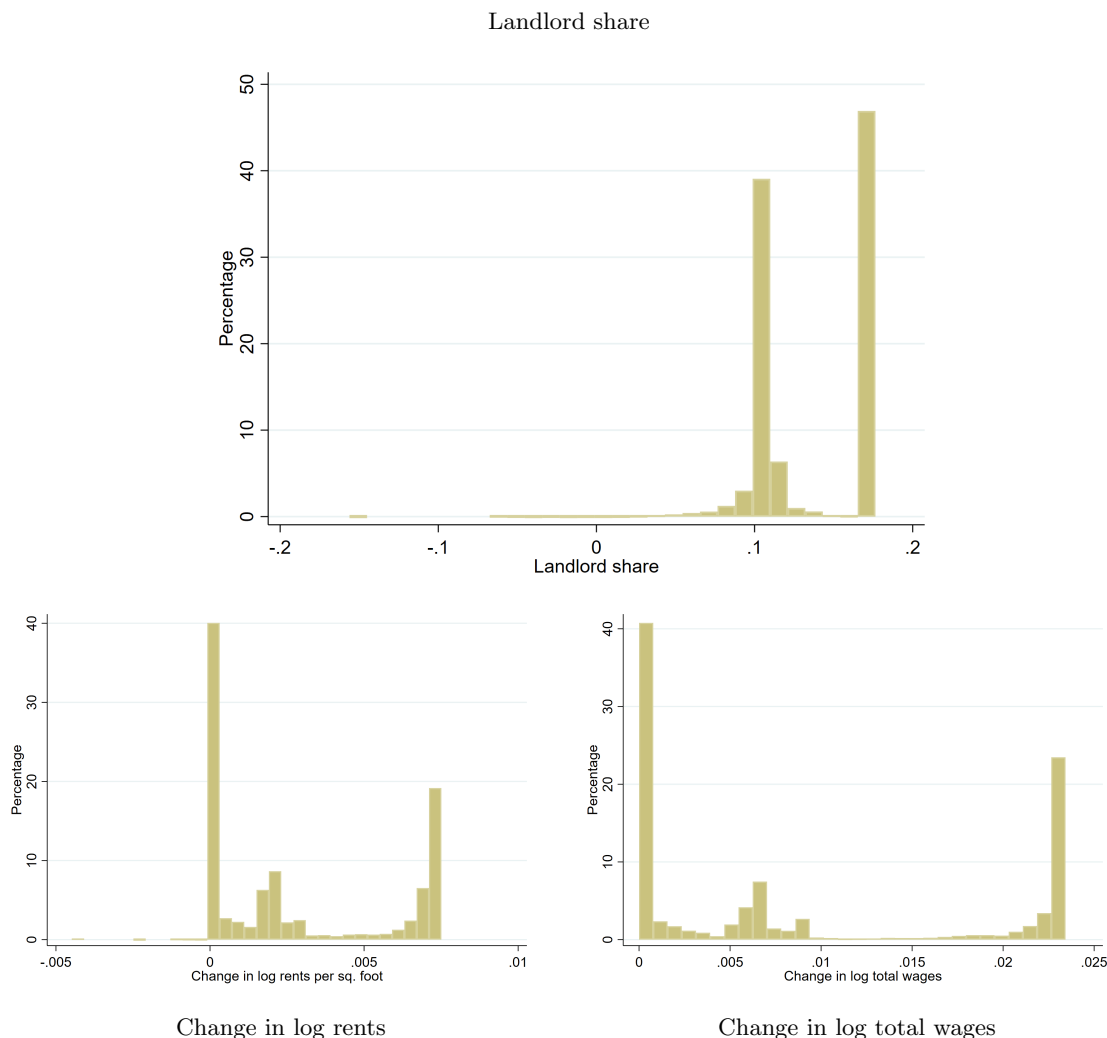 Landlord share
50
40
30
20
10
0
Percentage
-.2 -.1 0 .1 .2
Landlord share
40
30
20
10
0
Percentage
-.005 0 .005 .01
Change in log rents per sq. foot
Change in log rents
40
30
20
10
0
Percentage
0 .005 .01 .015 .02 .025
Change in log total wages
Change in log total wages